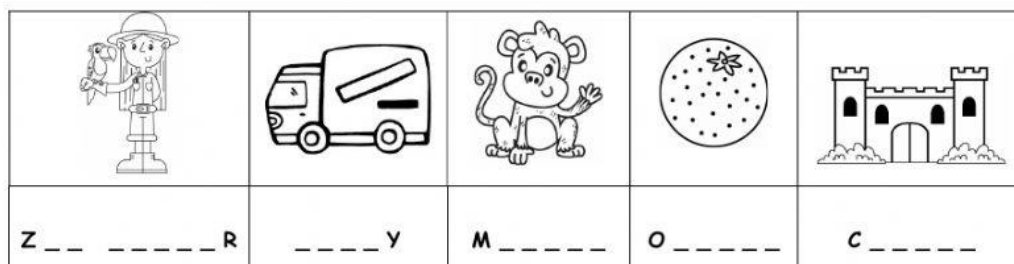 Z _ _ _ _ _ _ _ R
_ _ _ _ Y
M _ _ _ _ _
O _ _ _ _ _
C _ _ _ _ _